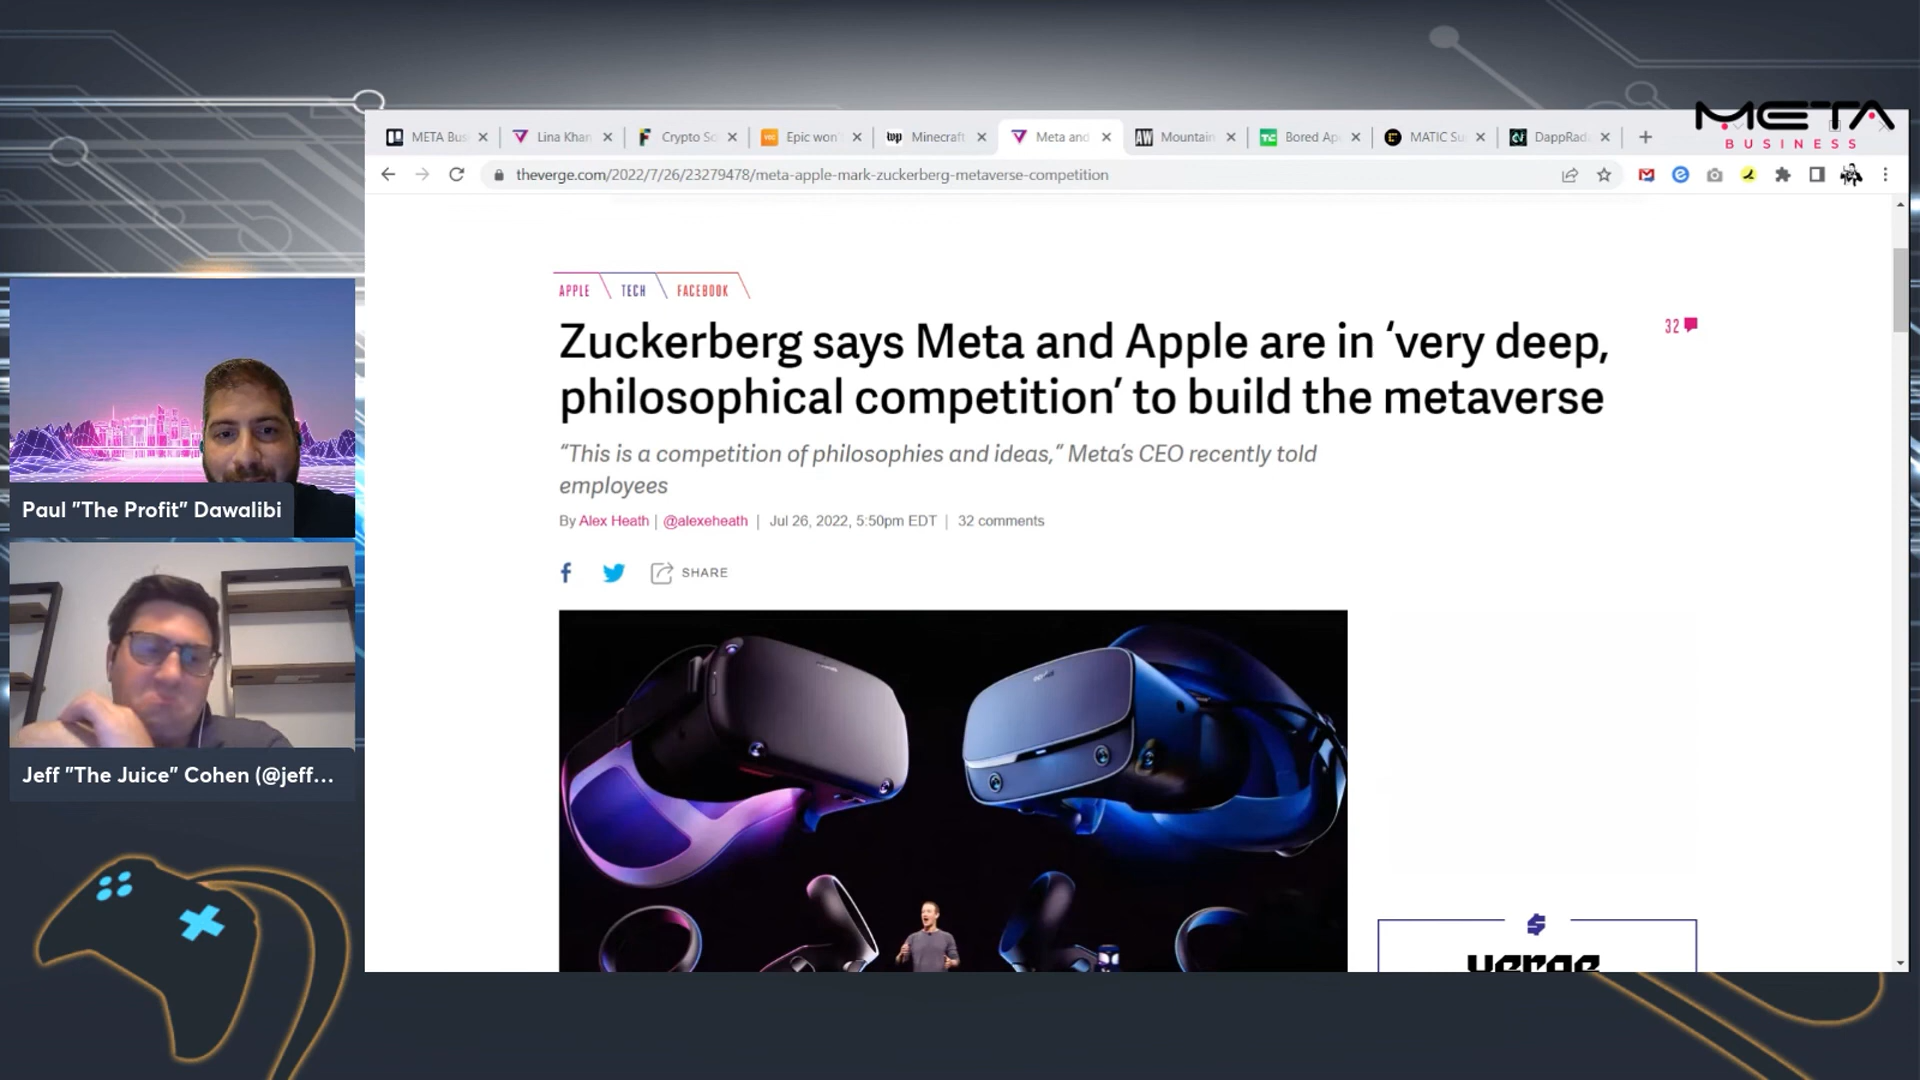 META
BUSINESS
META Bus
Lina Khan
Crypto Sc
Epic won'
Minecraft
Meta and
Mountain
Bored Ap
MATIC Su
DappRad
theverge.com/2022/7/26/23279478/meta-apple-mark-zuckerberg-metaverse-competition
APPLE TECH FACEBOOK
Zuckerberg says Meta and Apple are in ‘very deep,
philosophical competition’ to build the metaverse
32
“This is a competition of philosophies and ideas,” Meta’s CEO recently told
employees
By Alex Heath | @alexeheath | Jul 26, 2022, 5:50pm EDT | 32 comments
SHARE
Paul "The Profit" Dawalibi
Jeff "The Juice" Cohen (@jeff...
verge